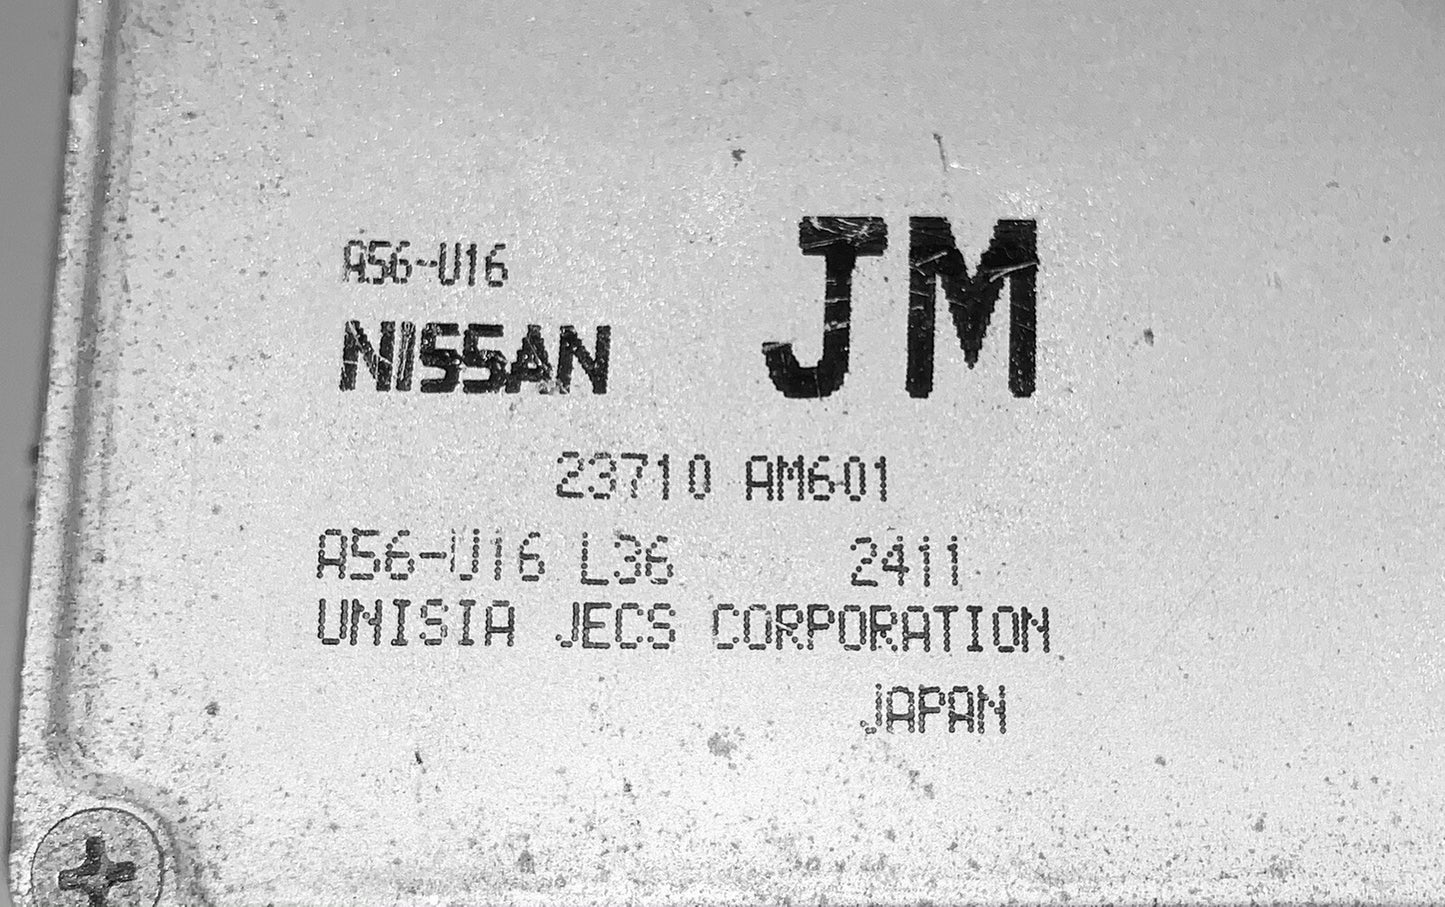 A56-U16
NISSAN JM
23710 AM601
A56-U16 L36 2411
UNISIA JECS CORPORATION
JAPAN